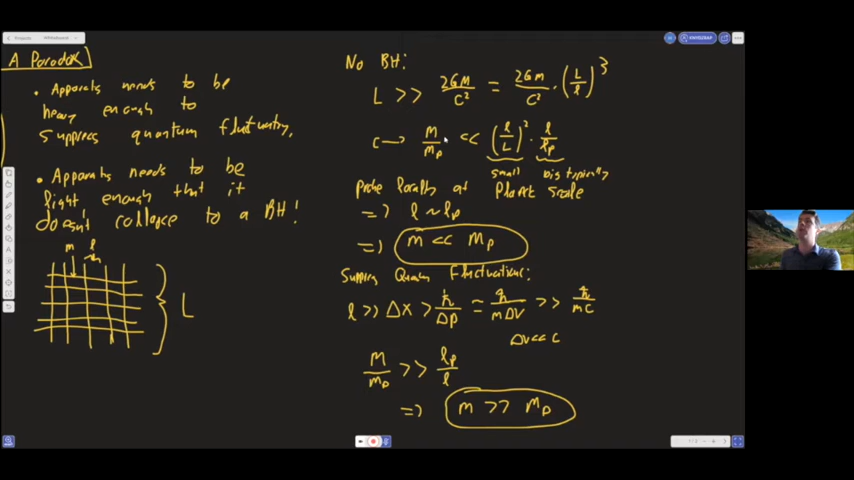 A Paradox
• Apparatus needs to be
heavy enough to
suppress quantum fluctuations.
• Apparatus needs to be
light enough that it
doesn't collapse to a BH!
m l
L
No BH:
L >> 2GM/c² = 2Gm/c² · (L/l)³
m/mₚ << (l/L)² · l/lₚ
small big typically
Probe locally at Planck scale
=> l ~ lₚ
=> m << mₚ
Quantum Fluctuations:
l >> Δx > ħ/Δp = ħ/mΔv >> ħ/mc
Δv << c
m/mₚ >> lₚ/l
=> m >> mₚ